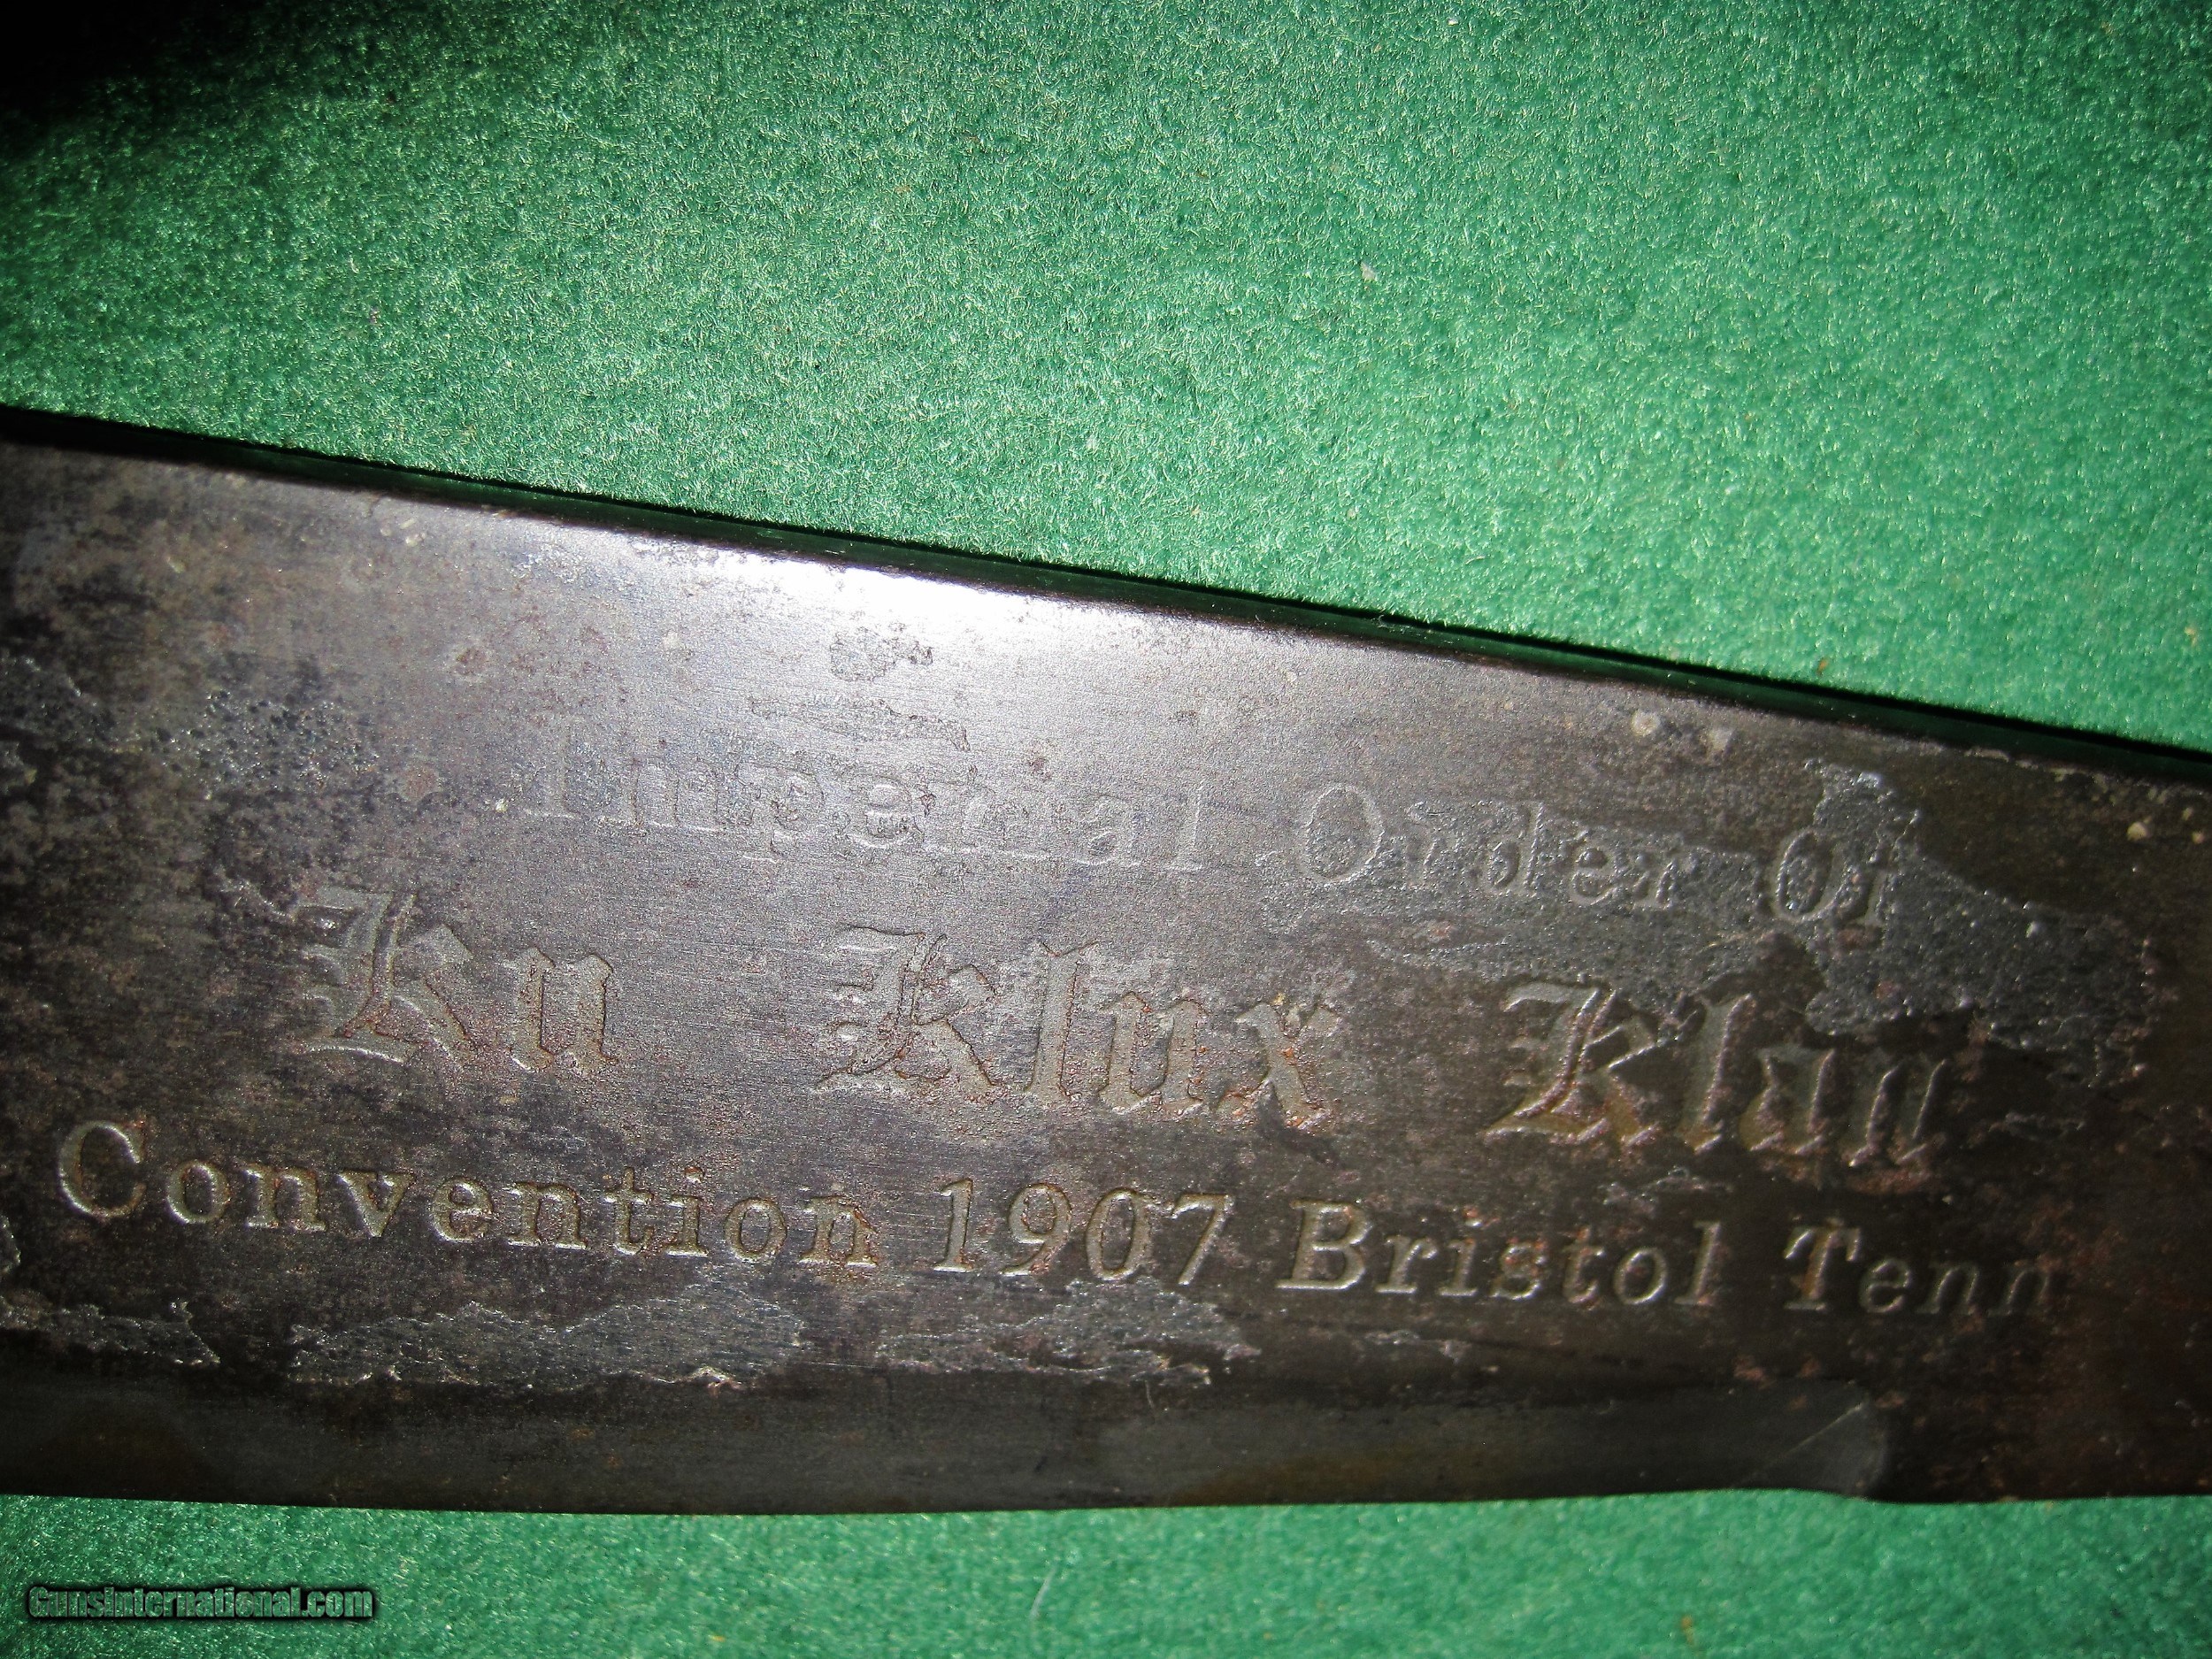 Imperial Order Of
Ku Klux Klan
Convention 1907 Bristol Tenn
GunsInternational.com